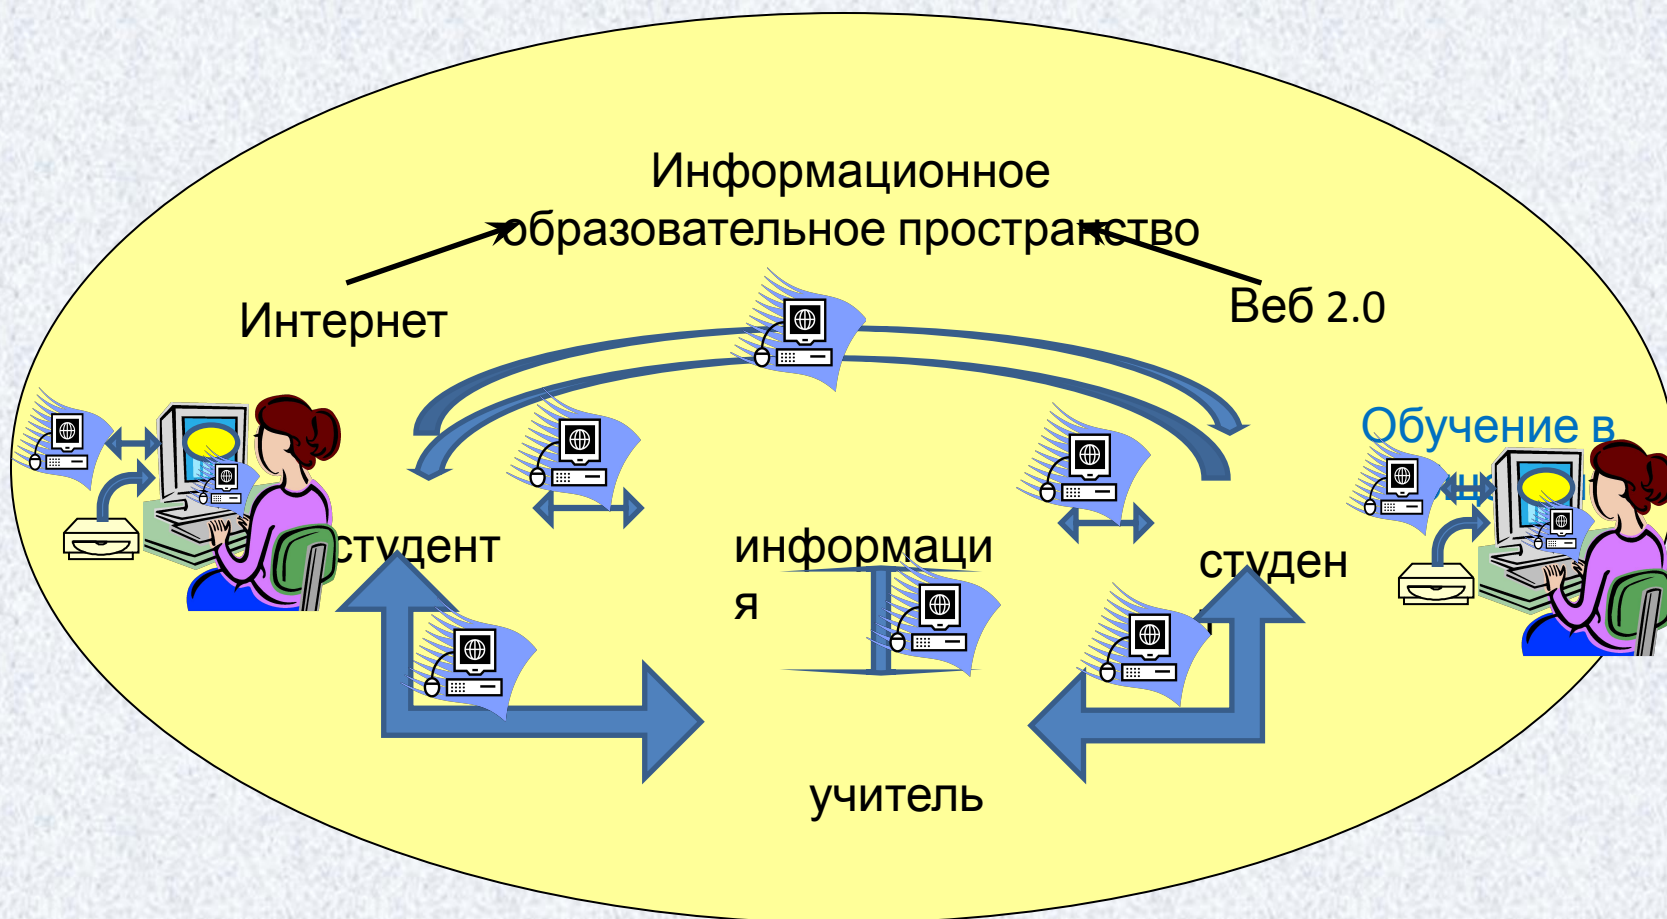 Информационное
образовательное пространство
Интернет
Веб 2.0
Обучение в
студент
информаци
я
студен
учитель